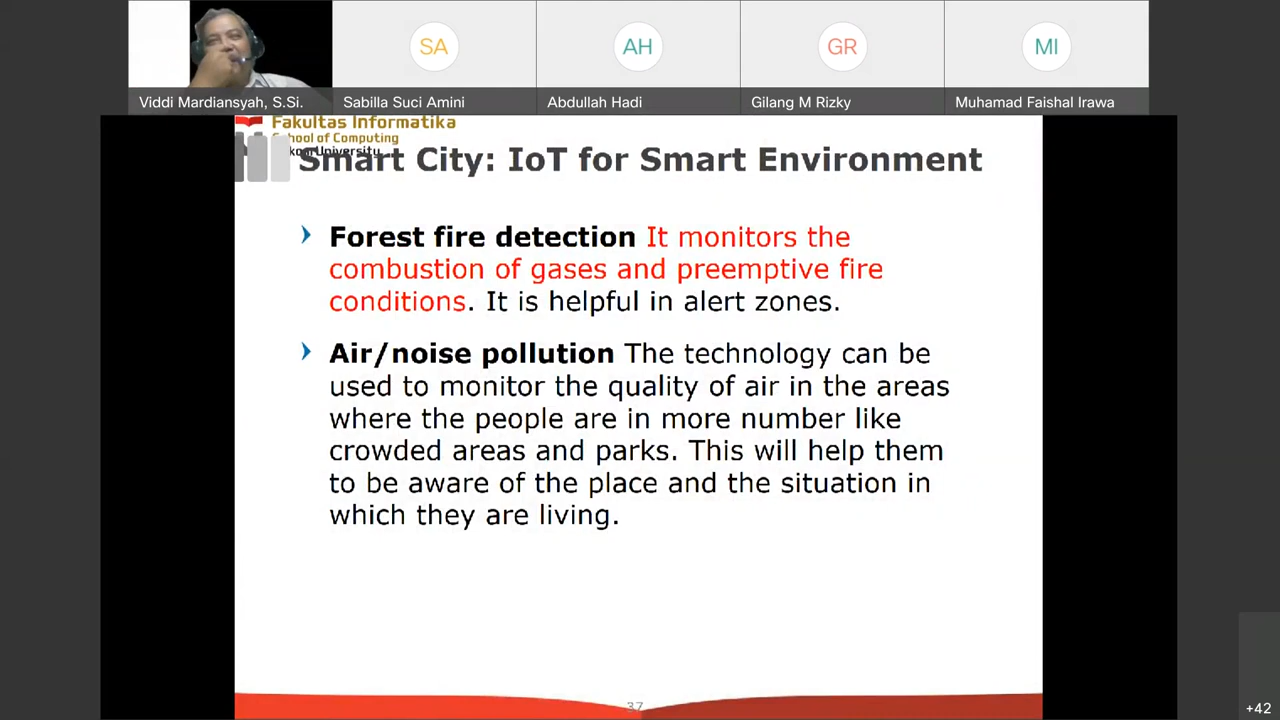 SA
AH
GR
MI
Viddi Mardiansyah, S.Si.
Sabilla Suci Amini
Abdullah Hadi
Gilang M Rizky
Muhamad Faishal Irawa
Fakultas Informatika
School of Computing
University
Smart City: IoT for Smart Environment
Forest fire detection It monitors the
combustion of gases and preemptive fire
conditions. It is helpful in alert zones.
Air/noise pollution The technology can be
used to monitor the quality of air in the areas
where the people are in more number like
crowded areas and parks. This will help them
to be aware of the place and the situation in
which they are living.
37
+42